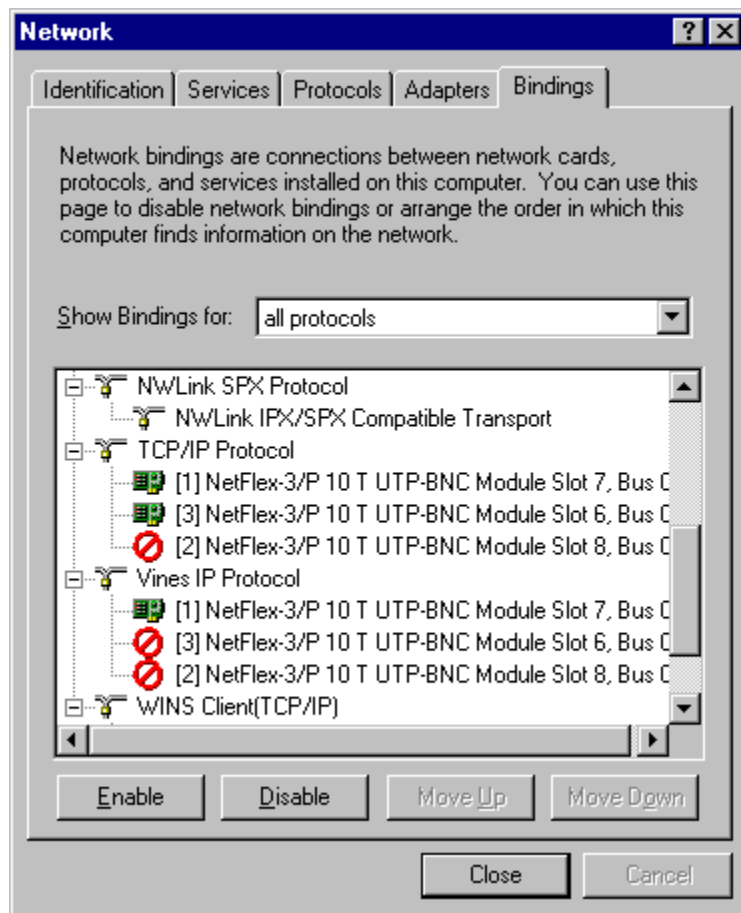 Network
Identification Services Protocols Adapters Bindings
Network bindings are connections between network cards,
protocols, and services installed on this computer. You can use this
page to disable network bindings or arrange the order in which this
computer finds information on the network.
Show Bindings for: all protocols
NWLink SPX Protocol
NWLink IPX/SPX Compatible Transport
TCP/IP Protocol
[1] NetFlex-3/P 10 T UTP-BNC Module Slot 7, Bus
[3] NetFlex-3/P 10 T UTP-BNC Module Slot 6, Bus
[2] NetFlex-3/P 10 T UTP-BNC Module Slot 8, Bus
Vines IP Protocol
[1] NetFlex-3/P 10 T UTP-BNC Module Slot 7, Bus
[3] NetFlex-3/P 10 T UTP-BNC Module Slot 6, Bus
[2] NetFlex-3/P 10 T UTP-BNC Module Slot 8, Bus
WINS Client(TCP/IP)
Enable Disable Move Up Move Down
Close Cancel